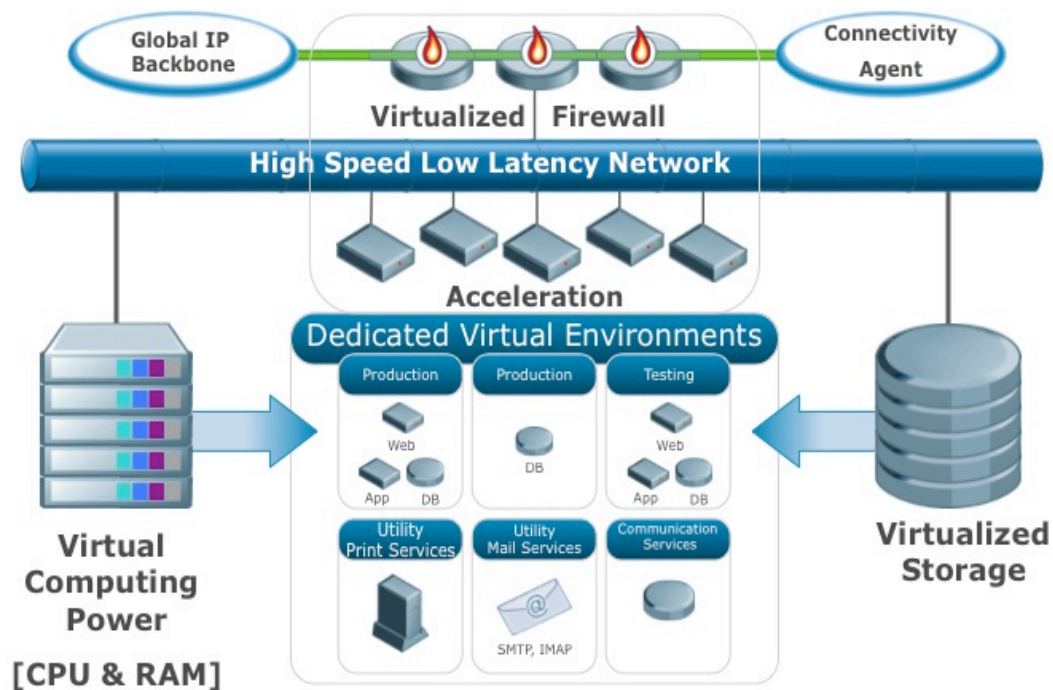 Global IP
Backbone
Connectivity
Agent
Virtualized Firewall
High Speed Low Latency Network
Acceleration
Dedicated Virtual Environments
Production
Production
Testing
Web
Web
DB
App
DB
App
DB
Utility
Print Services
Utility
Mail Services
Communication
Services
@
SMTP, IMAP
Virtual
Computing
Power
[CPU & RAM]
Virtualized
Storage